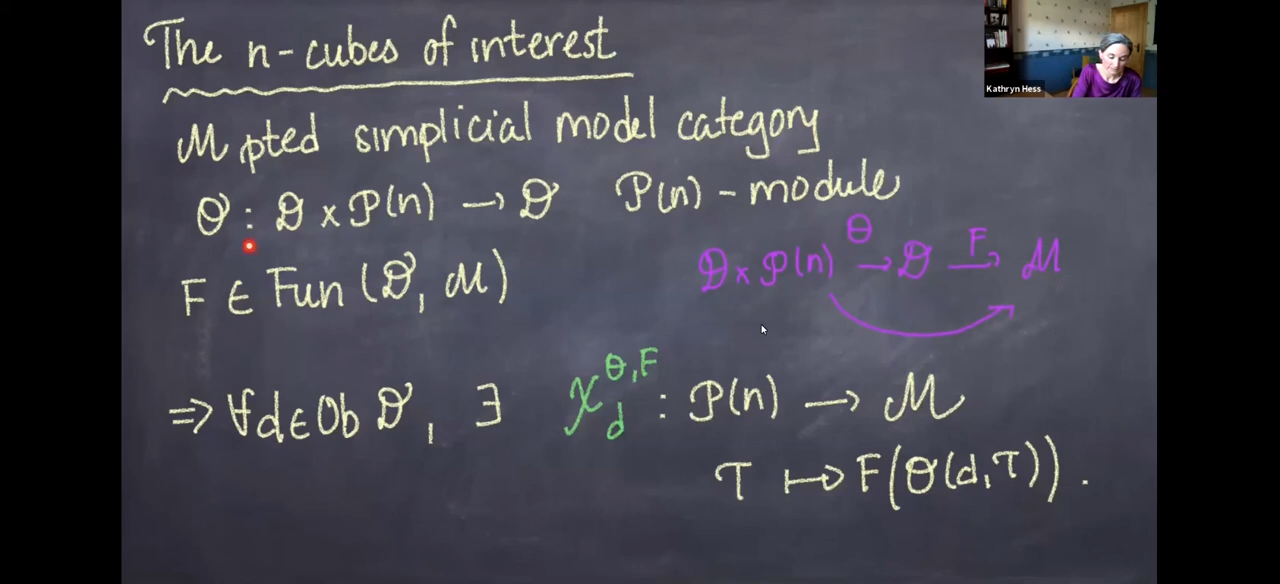 The n-cubes of interest
M pted simplicial model category
θ : D × P(n) → D P(n)-module
D × P(n) →^θ D →^F M
F ∈ Fun (D, M)
⇒ ∀d∈Ob D, ∃ X_d^{θ,F} : P(n) → M
T ↦ F(θ(d,T)).
Kathryn Hess